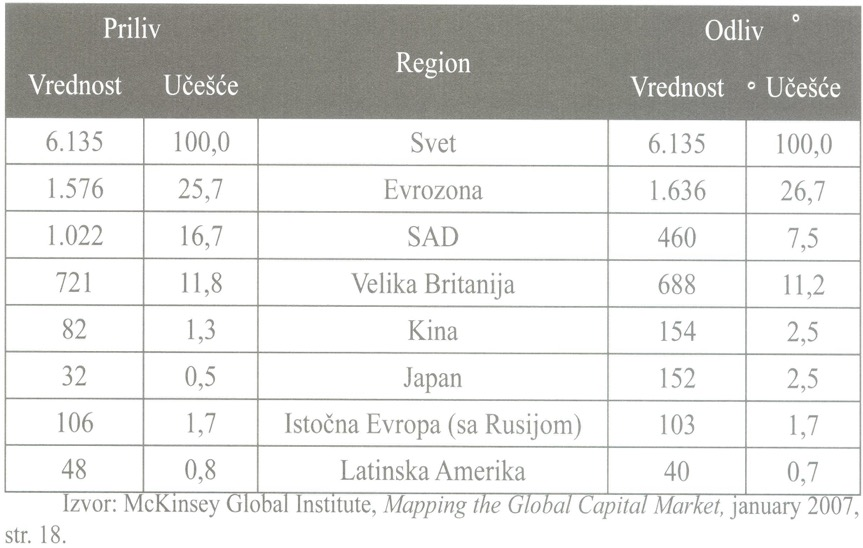 Priliv Region Odliv
Vrednost Učešće Vrednost Učešće
6.135 100,0 Svet 6.135 100,0
1.576 25,7 Evrozona 1.636 26,7
1.022 16,7 SAD 460 7,5
721 11,8 Velika Britanija 688 11,2
82 1,3 Kina 154 2,5
32 0,5 Japan 152 2,5
106 1,7 Istočna Evropa (sa Rusijom) 103 1,7
48 0,8 Latinska Amerika 40 0,7
Izvor: McKinsey Global Institute, Mapping the Global Capital Market, january 2007,
str. 18.